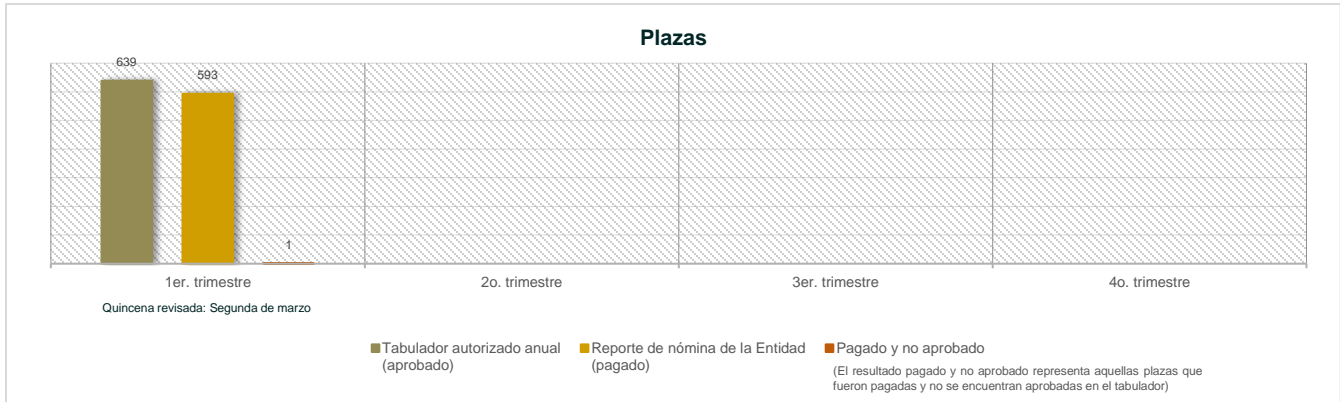 Plazas
639
593
1
1er. trimestre
2o. trimestre
3er. trimestre
4o. trimestre
Quincena revisada: Segunda de marzo
Tabulador autorizado anual
(aprobado)
Reporte de nómina de la Entidad
(pagado)
Pagado y no aprobado
(El resultado pagado y no aprobado representa aquellas plazas que
fueron pagadas y no se encuentran aprobadas en el tabulador)